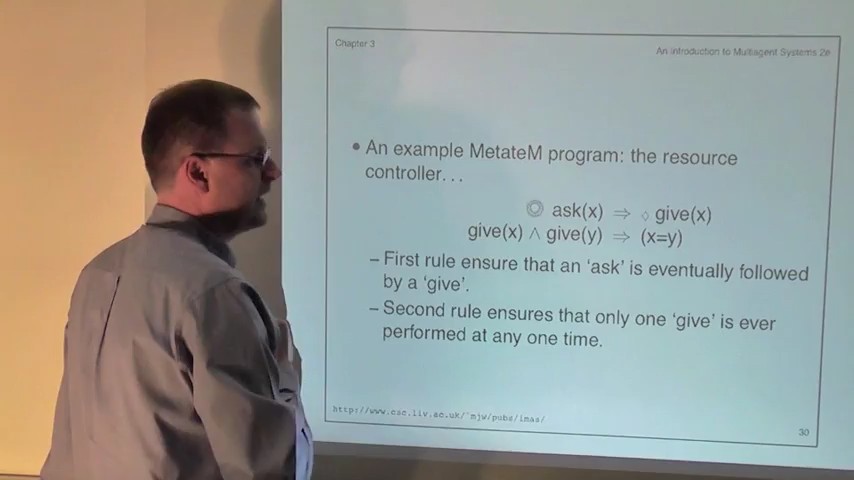 Chapter 3
An Introduction to Multiagent Systems 2e
• An example MetateM program: the resource
controller...
◎ ask(x) ⇒ ◊ give(x)
give(x) ∧ give(y) ⇒ (x=y)
– First rule ensure that an 'ask' is eventually followed
by a 'give'.
– Second rule ensures that only one 'give' is ever
performed at any one time.
http://www.csc.liv.ac.uk/~mjw/pubs/imas/
30